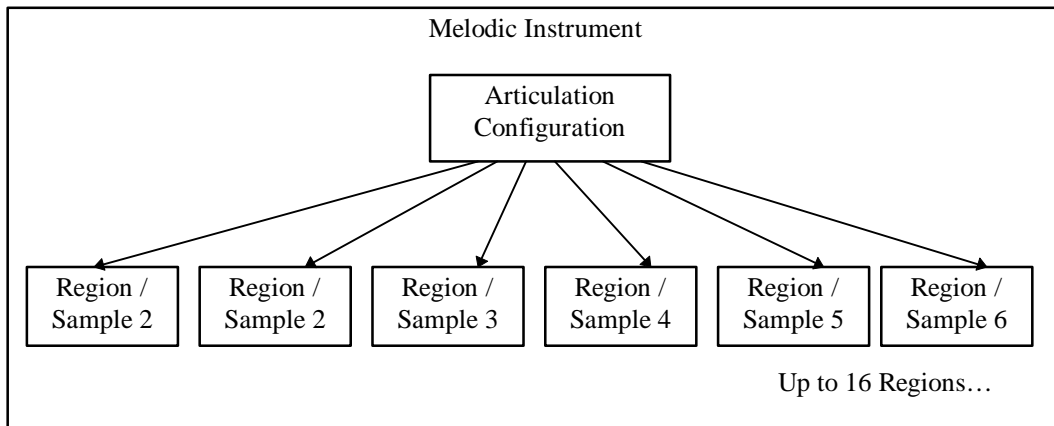 Melodic Instrument
Articulation
Configuration
Region /
Sample 2
Region /
Sample 2
Region /
Sample 3
Region /
Sample 4
Region /
Sample 5
Region /
Sample 6
Up to 16 Regions…